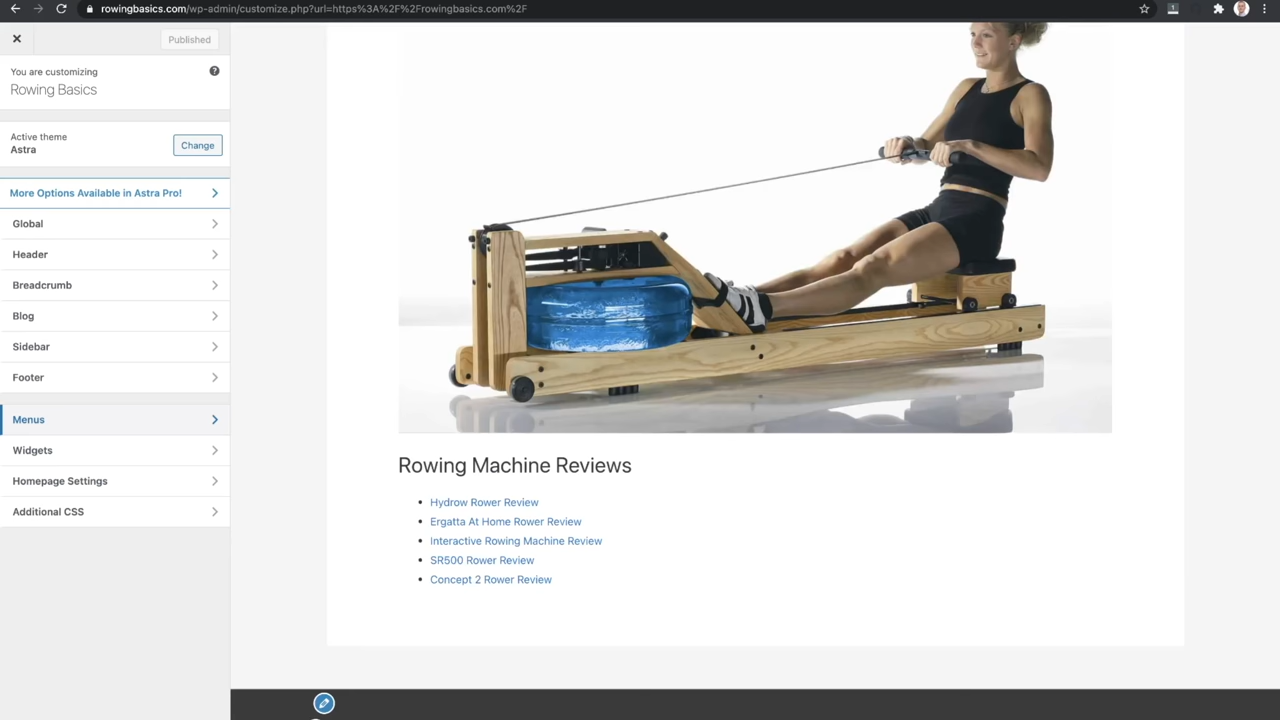 rowingbasics.com/wp-admin/customize.php?url=https%3A%2F%2Frowingbasics.com%2F
1
Published
You are customizing
Rowing Basics
Active theme
Astra
Change
More Options Available in Astra Pro!
Global
Header
Breadcrumb
Blog
Sidebar
Footer
Menus
Widgets
Homepage Settings
Additional CSS
Rowing Machine Reviews
• Hydrow Rower Review
• Ergatta At Home Rower Review
• Interactive Rowing Machine Review
• SR500 Rower Review
• Concept 2 Rower Review